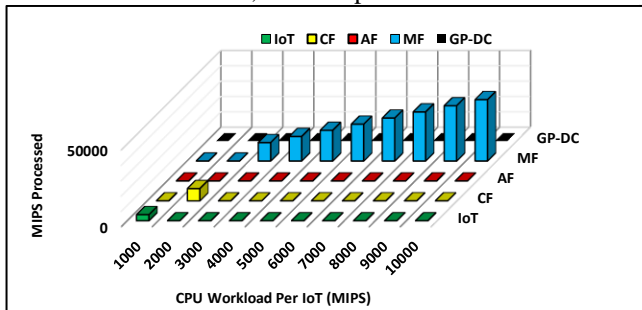 IoT CF AF MF GP-DC
50000
0
MIPS Processed
GP-DC
MF
AF
CF
IoT
1000 2000 3000 4000 5000 6000 7000 8000 9000 10000
CPU Workload Per IoT (MIPS)